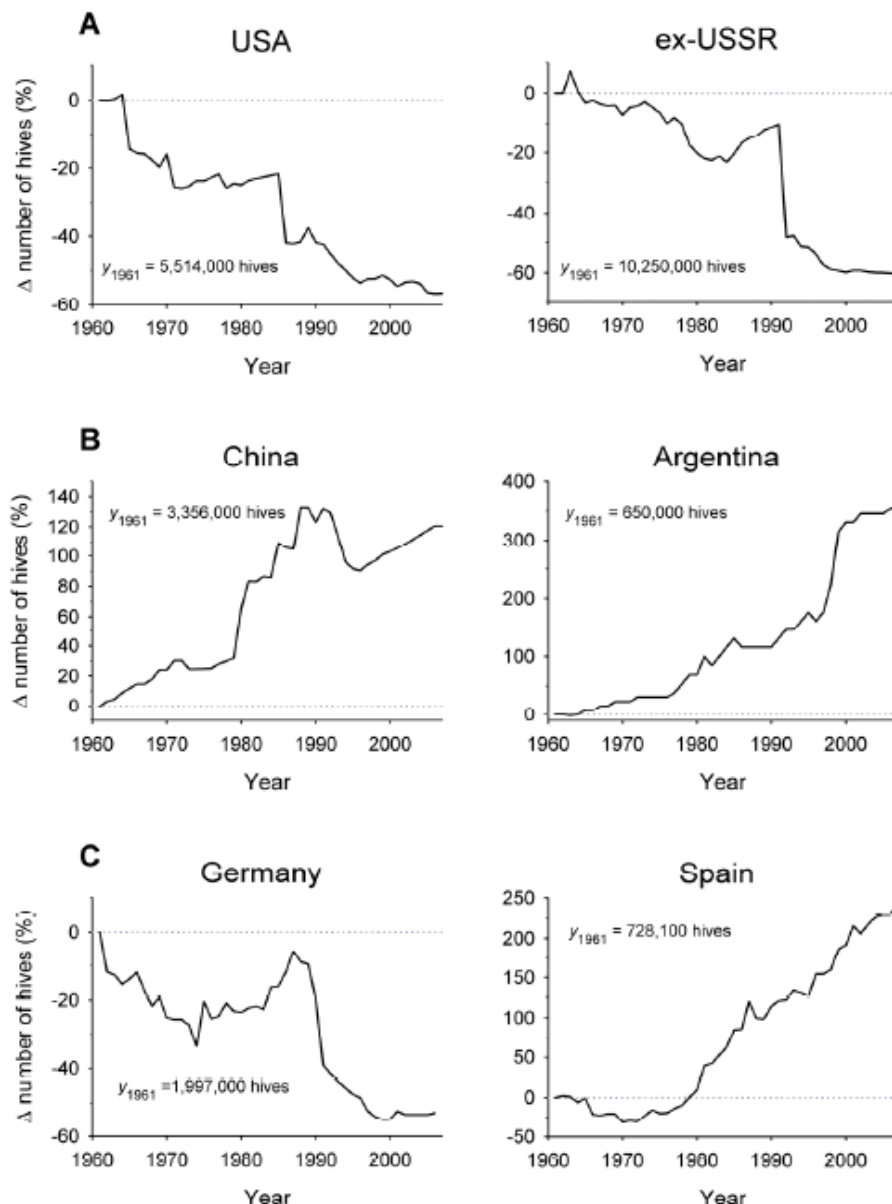 A
USA
ex-USSR
Δ number of hives (%)
0
-20
-40
-60
y1961 = 5,514,000 hives
1960 1970 1980 1990 2000
Year
0
-20
-40
-60
y1961 = 10,250,000 hives
1960 1970 1980 1990 2000
Year
B
China
Argentina
Δ number of hives (%)
140
120
100
80
60
40
20
0
y1961 = 3,356,000 hives
1960 1970 1980 1990 2000
Year
400
300
200
100
0
y1961 = 650,000 hives
1960 1970 1980 1990 2000
Year
C
Germany
Spain
Δ number of hives (%)
0
-20
-40
-60
y1961 =1,997,000 hives
1960 1970 1980 1990 2000
Year
250
200
150
100
50
0
-50
y1961 = 728,100 hives
1960 1970 1980 1990 2000
Year